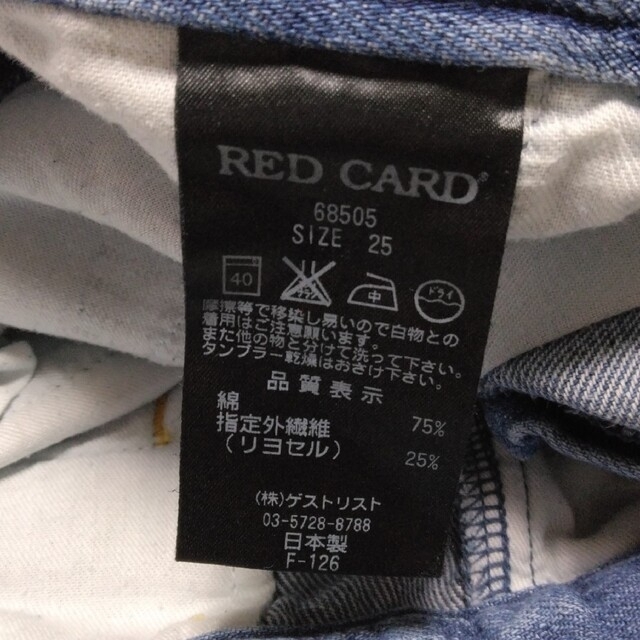 RED CARD®
68505
SIZE 25
40 中 ドライ
摩擦等で移染し易いので白物との
着用はご注意願います。
また他の物と分けて洗って下さい。
タンブラー乾燥はおさけ下さい。
品質表示
綿 75%
指定外繊維
(リヨセル) 25%
(株)ゲストリスト
03-5728-8788
日本製
F-126